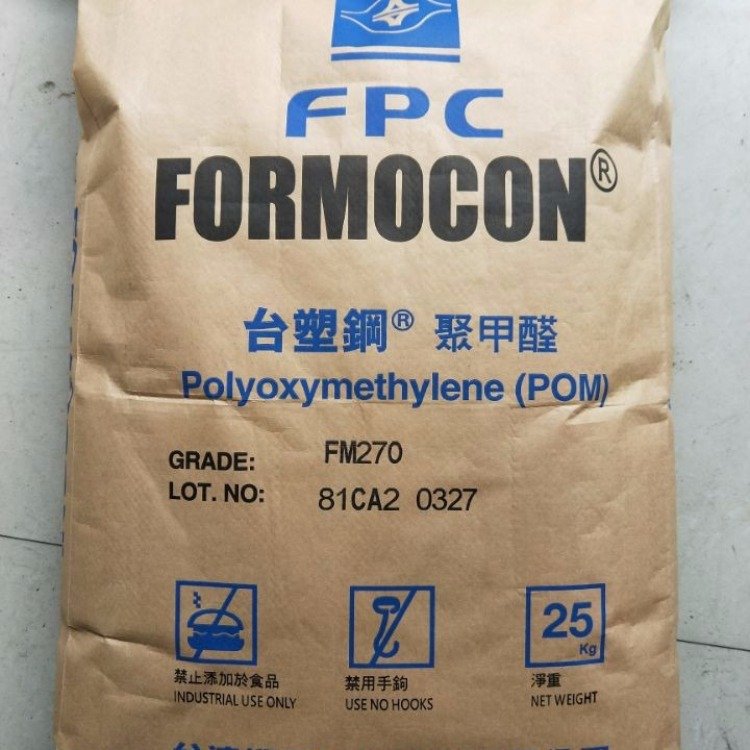 FPC
FORMOCON®
台塑鋼® 聚甲醛
Polyoxymethylene (POM)
GRADE: FM270
LOT. NO: 81CA2 0327
25 Kg
禁止添加於食品
INDUSTRIAL USE ONLY
禁用手鉤
USE NO HOOKS
淨重
NET WEIGHT